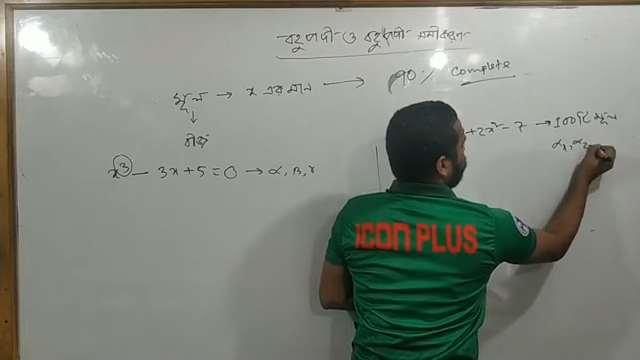 বহুপদী ও বহুপদী সমীকরণ
মূল → x এর মান → 90% complete
↓
বীজ
x³ - 3x + 5 = 0 → α, β, γ
+ 2x² - 7 → 100টি মূল
α₁, α₂
ICON PLUS